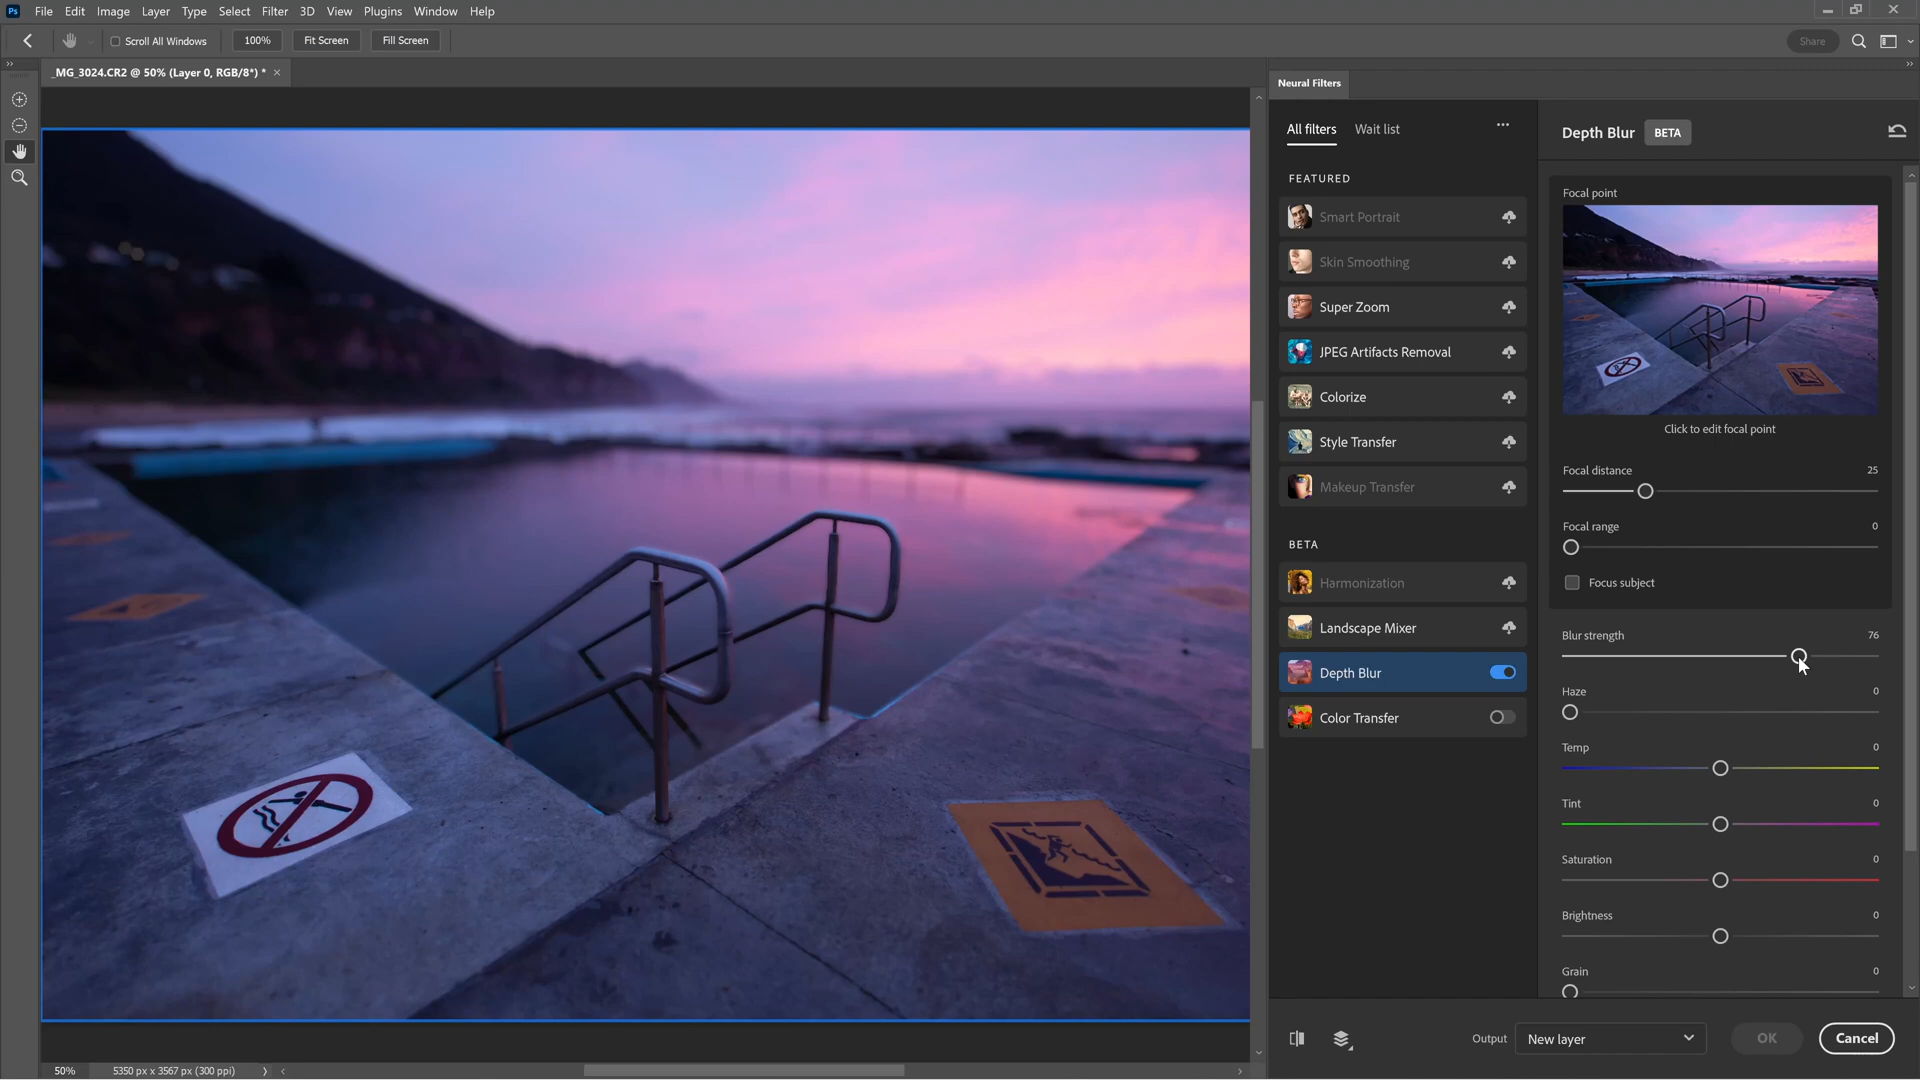 Ps File Edit Image Layer Type Select Filter 3D View Plugins Window Help
Scroll All Windows 100% Fit Screen Fill Screen Share
_MG_3024.CR2 @ 50% (Layer 0, RGB/8*) * ×
Neural Filters
All filters Wait list ...
FEATURED
Smart Portrait
Skin Smoothing
Super Zoom
JPEG Artifacts Removal
Colorize
Style Transfer
Makeup Transfer
BETA
Harmonization
Landscape Mixer
Depth Blur
Color Transfer
Depth Blur BETA
Focal point
Click to edit focal point
Focal distance 25
Focal range 0
Focus subject
Blur strength 76
Haze 0
Temp 0
Tint 0
Saturation 0
Brightness 0
Grain 0
Output New layer OK Cancel
50% 5350 px x 3567 px (300 ppi)